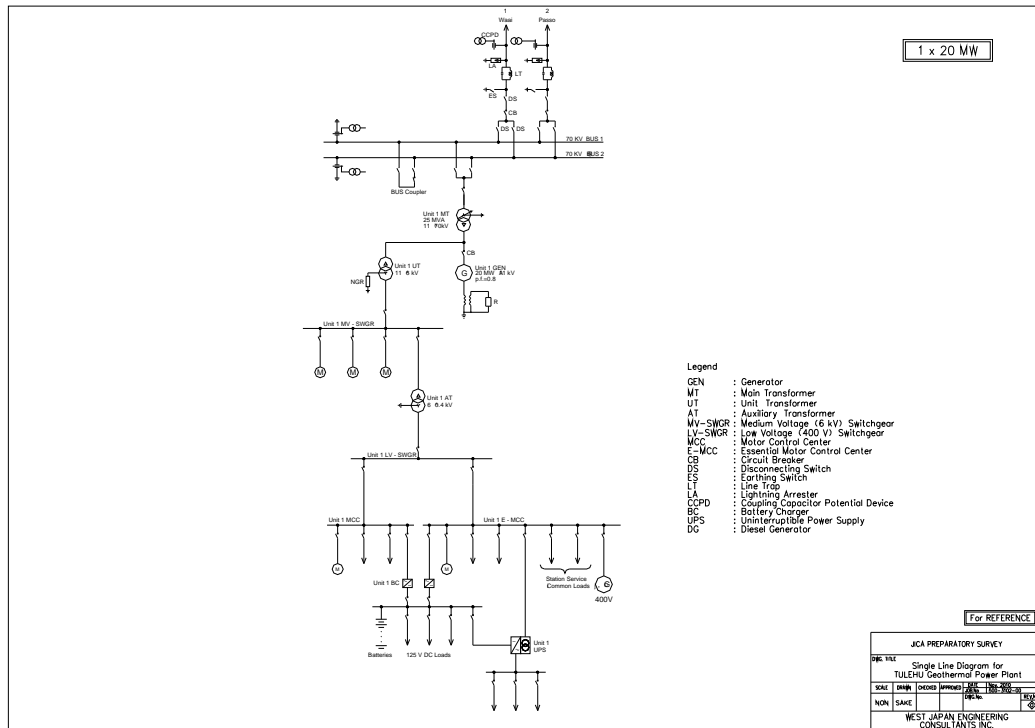 1
Waai
2
Passo
CCPD
LA
LT
ES
DS
CB
DS
DS
70 KV BUS 1
70 KV BUS 2
BUS Coupler
1 x 20 MW
Unit 1 MT
25 MVA
CB
Unit 1 UT
NGR
G
Unit 1 GEN
p.f.=0.8
R
Unit 1 MV - SWGR
M
M
M
Unit 1 AT
Unit 1 LV - SWGR
Unit 1 MCC
Unit 1 E - MCC
M
M
Unit 1 BC
Station Service
Common Loads
400V
Batteries
125 V DC Loads
Unit 1
UPS
Legend
GEN : Generator
MT : Main Transformer
UT : Unit Transformer
AT : Auxiliary Transformer
MV-SWGR : Medium Voltage (6 kV) Switchgear
LV-SWGR : Low Voltage (400 V) Switchgear
MCC : Motor Control Center
E-MCC : Essential Motor Control Center
CB : Circuit Breaker
DS : Disconnecting Switch
ES : Earthing Switch
LT : Line Trap
LA : Lightning Arrester
CCPD : Coupling Capacitor Potential Device
BC : Battery Charger
UPS : Uninterruptible Power Supply
DG : Diesel Generator
For REFERENCE
JICA PREPARATORY SURVEY
DWG. TITLE
Single Line Diagram for
TULEHU Geothermal Power Plant
SCALE DRAWN CHECKED APPROVED DATE Nov. 2010
NON SAKE DWG.No.
WEST JAPAN ENGINEERING
CONSULTANTS INC.